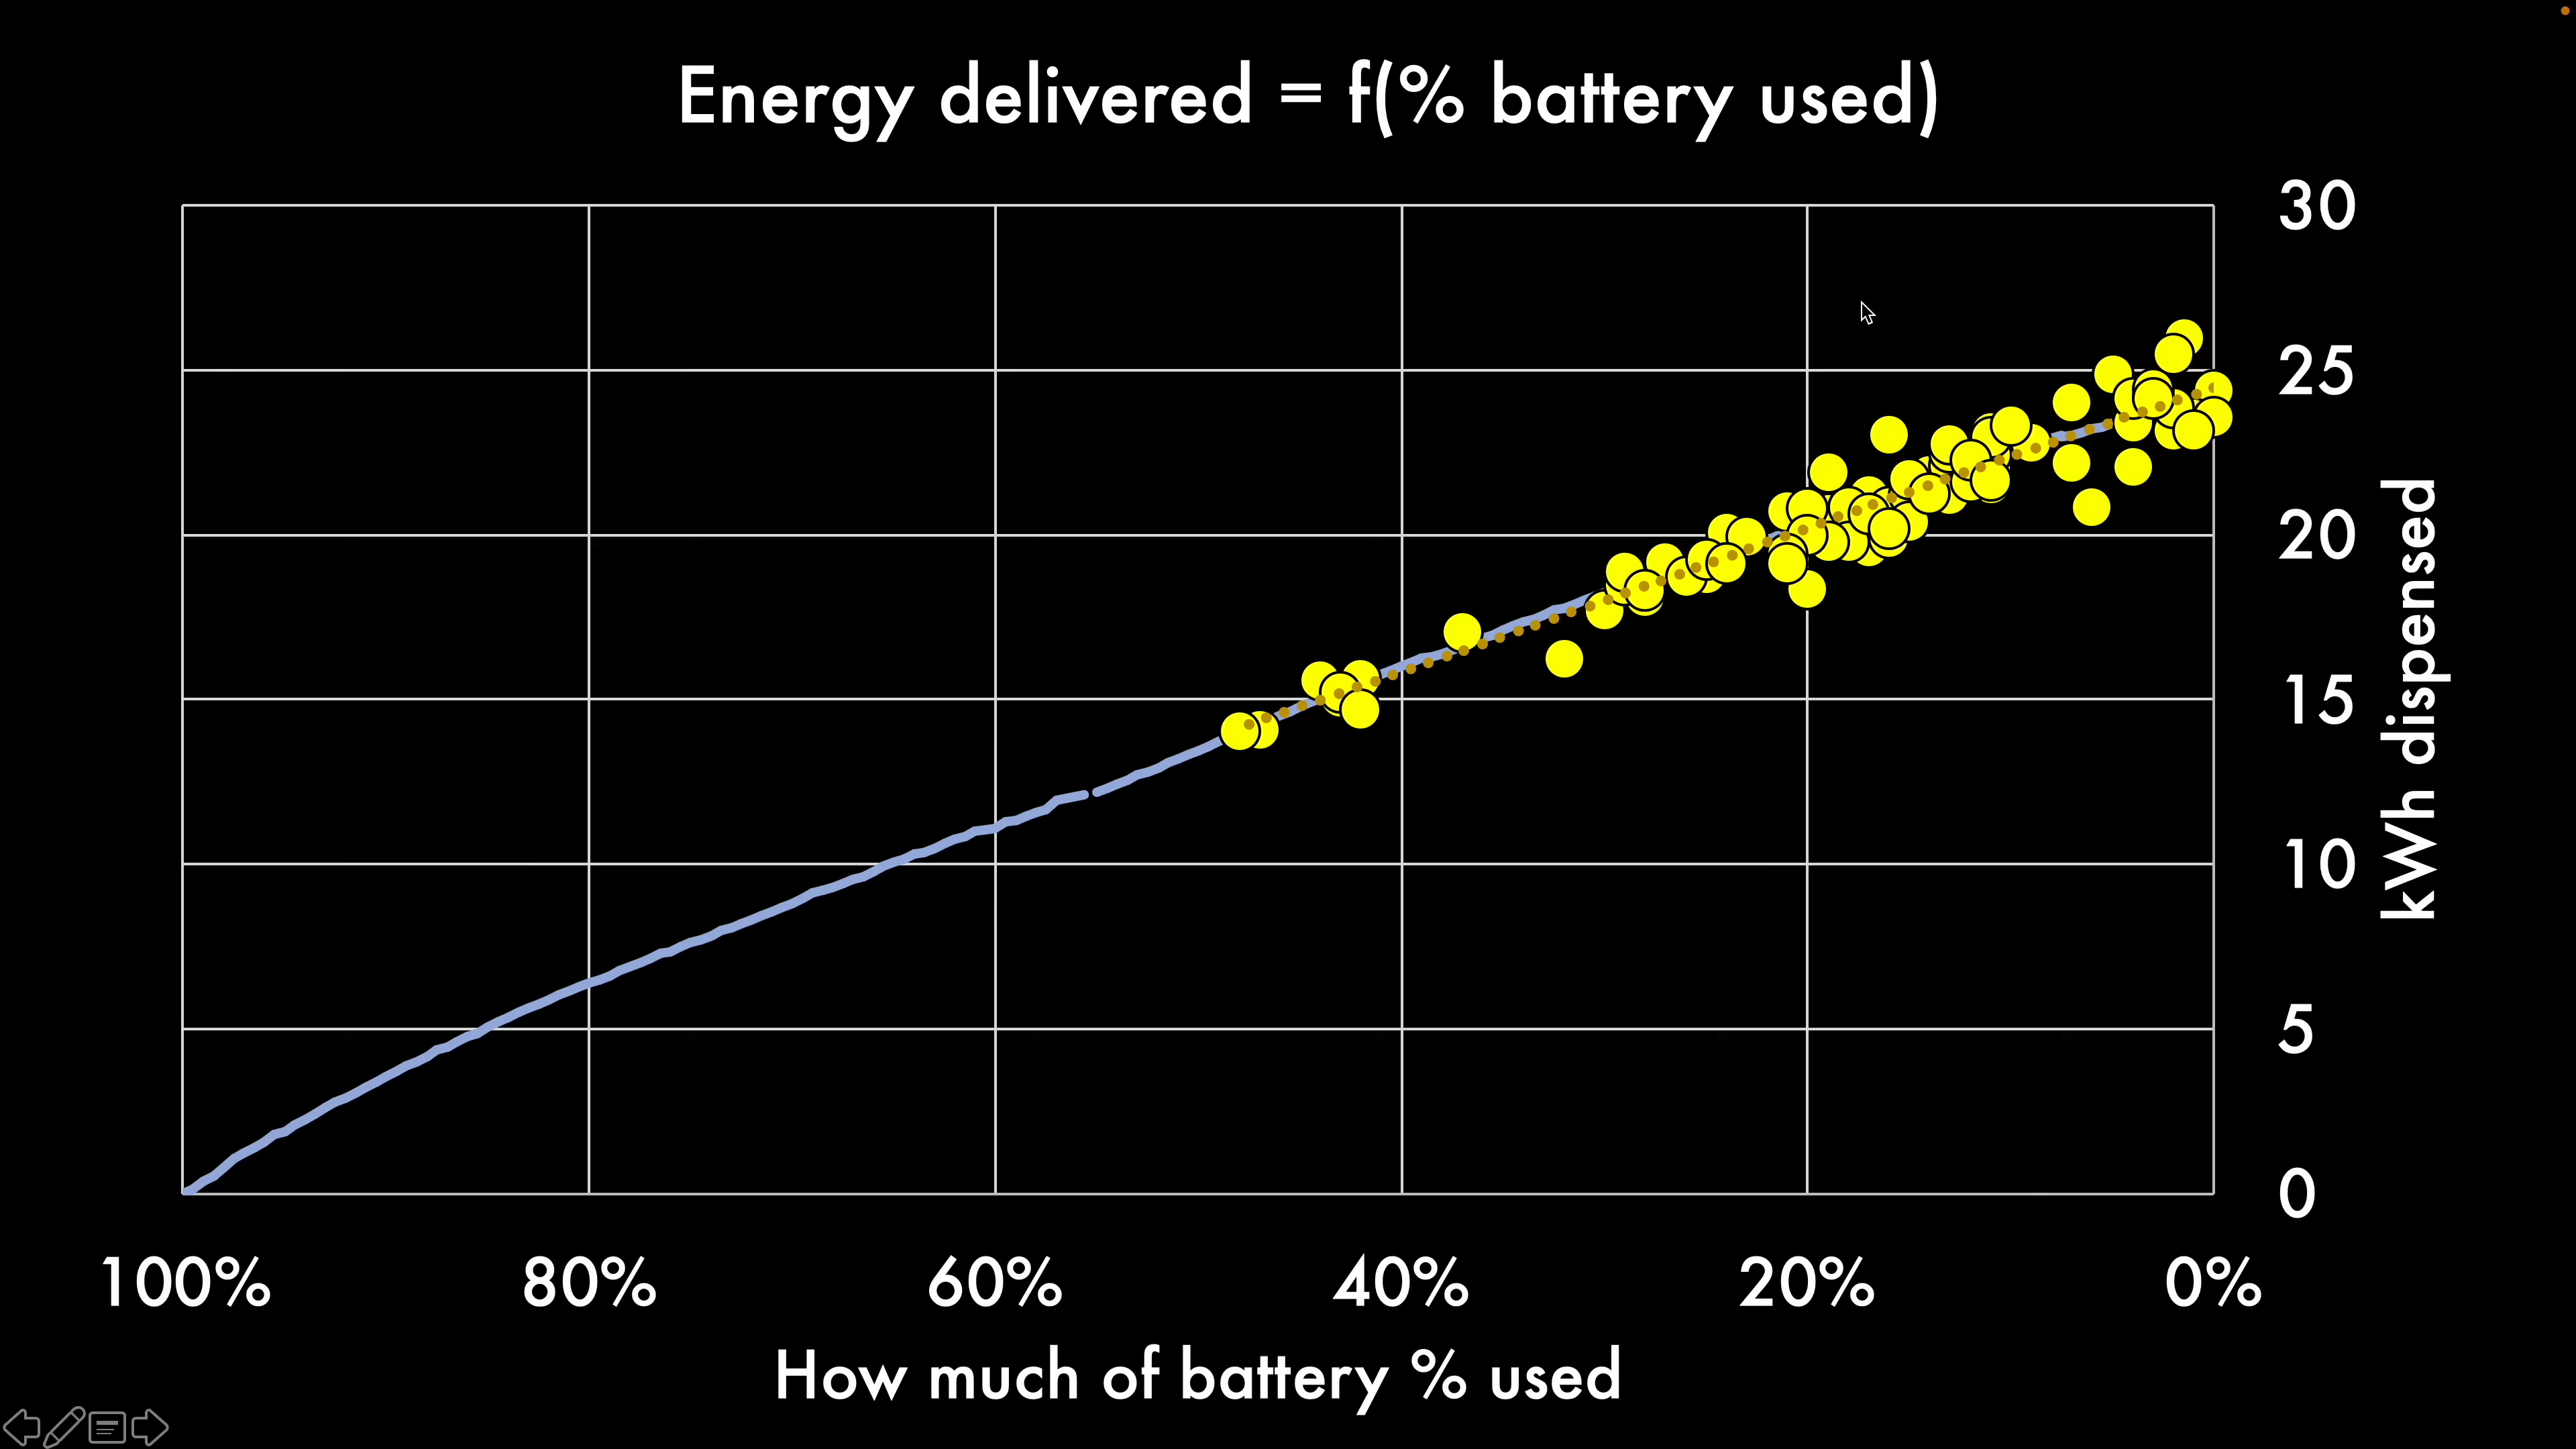 Energy delivered = f(% battery used)
30
25
20
15
10
5
0
kWh dispensed
100% 80% 60% 40% 20% 0%
How much of battery % used